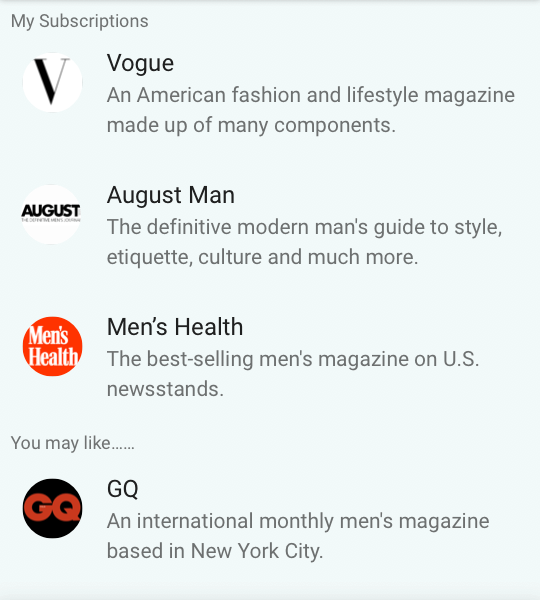 My Subscriptions
V
Vogue
An American fashion and lifestyle magazine
made up of many components.
AUGUST
August Man
The definitive modern man's guide to style,
etiquette, culture and much more.
Men's
Health
Men’s Health
The best-selling men's magazine on U.S.
newsstands.
You may like......
GQ
GQ
An international monthly men's magazine
based in New York City.